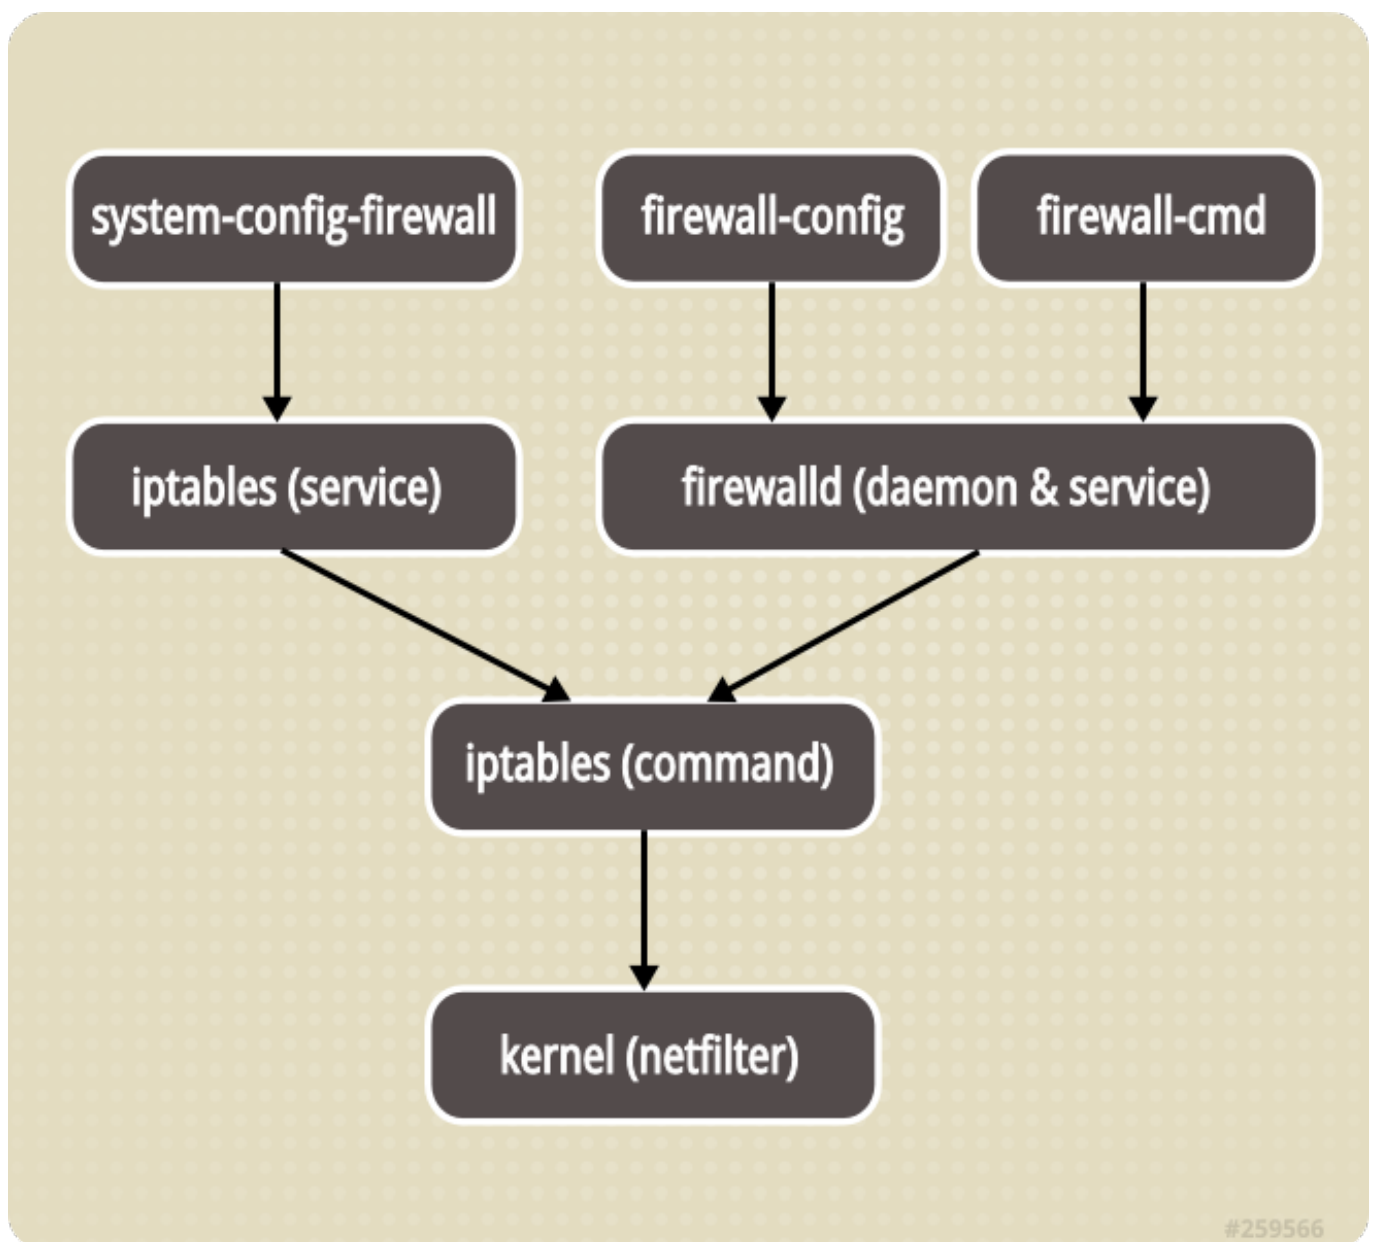 system-config-firewall
firewall-config
firewall-cmd
iptables (service)
firewalld (daemon & service)
iptables (command)
kernel (netfilter)
#259566